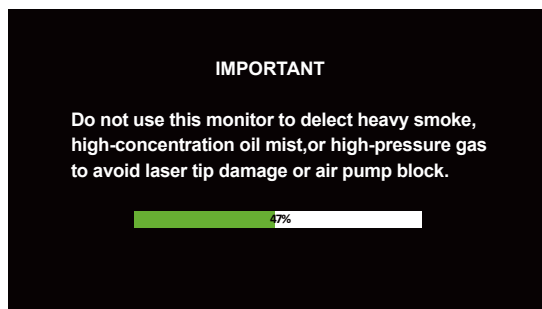 IMPORTANT
Do not use this monitor to delect heavy smoke,
high-concentration oil mist,or high-pressure gas
to avoid laser tip damage or air pump block.
47%